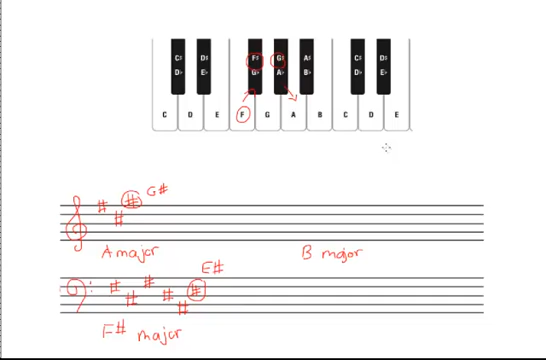 C# D# F# G# A# C# D#
D♭ E♭ G♭ A♭ B♭ D♭ E♭
C D E F G A B C D E
# # # G#
A major B major
# # # # # # E#
F# major